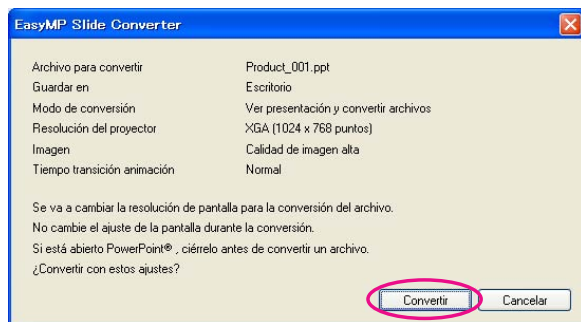 EasyMP Slide Converter
Archivo para convertir Product_001.ppt
Guardar en Escritorio
Modo de conversión Ver presentación y convertir archivos
Resolución del proyector XGA (1024 x 768 puntos)
Imagen Calidad de imagen alta
Tiempo transición animación Normal
Se va a cambiar la resolución de pantalla para la conversión del archivo.
No cambie el ajuste de la pantalla durante la conversión.
Si está abierto PowerPoint® , ciérrelo antes de convertir un archivo.
¿Convertir con estos ajustes?
Convertir Cancelar